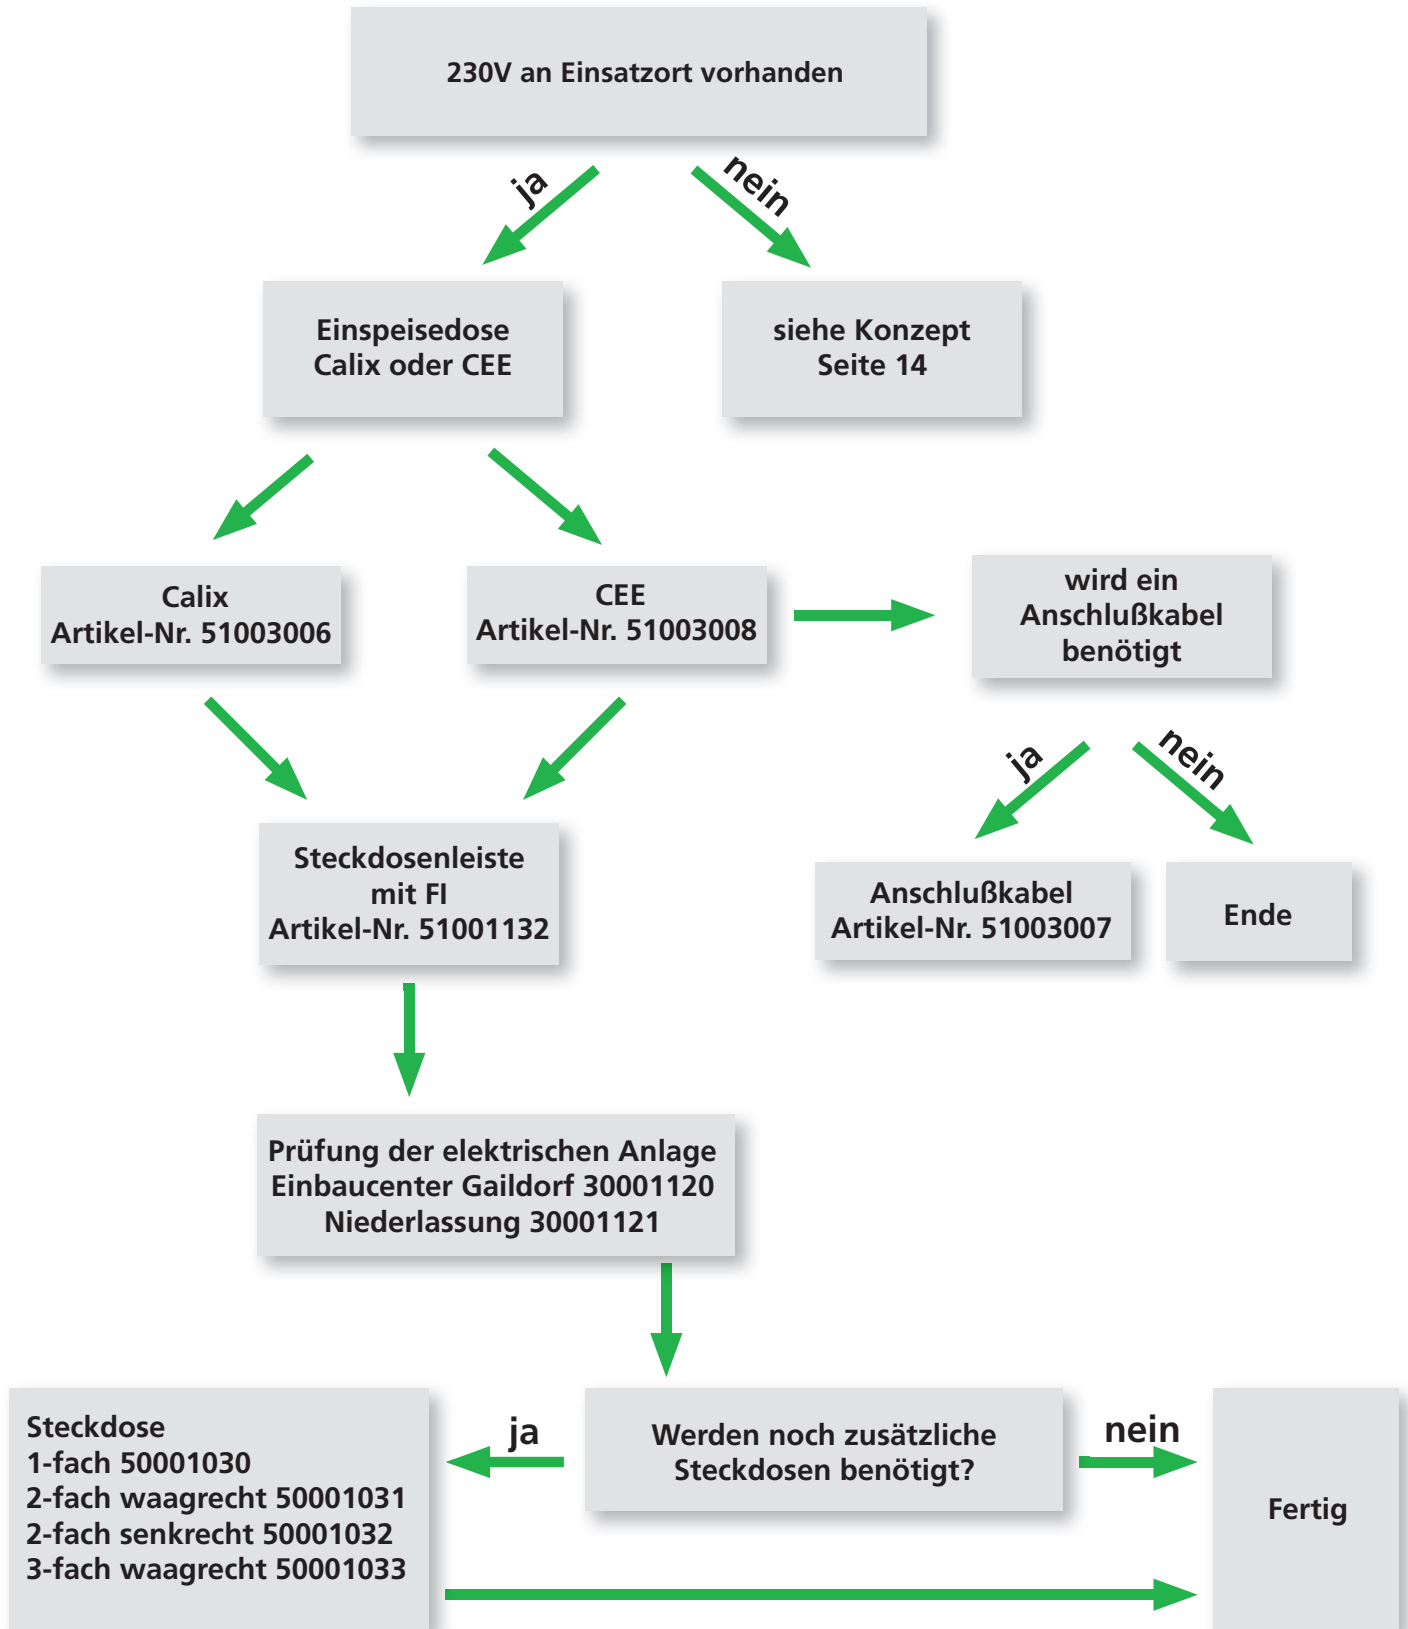 230V an Einsatzort vorhanden
ja
nein
Einspeisedose
Calix oder CEE
siehe Konzept
Seite 14
Calix
Artikel-Nr. 51003006
CEE
Artikel-Nr. 51003008
wird ein
Anschlußkabel
benötigt
ja
nein
Steckdosenleiste
mit FI
Artikel-Nr. 51001132
Anschlußkabel
Artikel-Nr. 51003007
Ende
Prüfung der elektrischen Anlage
Einbaucenter Gaildorf 30001120
Niederlassung 30001121
Steckdose
1-fach 50001030
2-fach waagrecht 50001031
2-fach senkrecht 50001032
3-fach waagrecht 50001033
ja
Werden noch zusätzliche
Steckdosen benötigt?
nein
Fertig